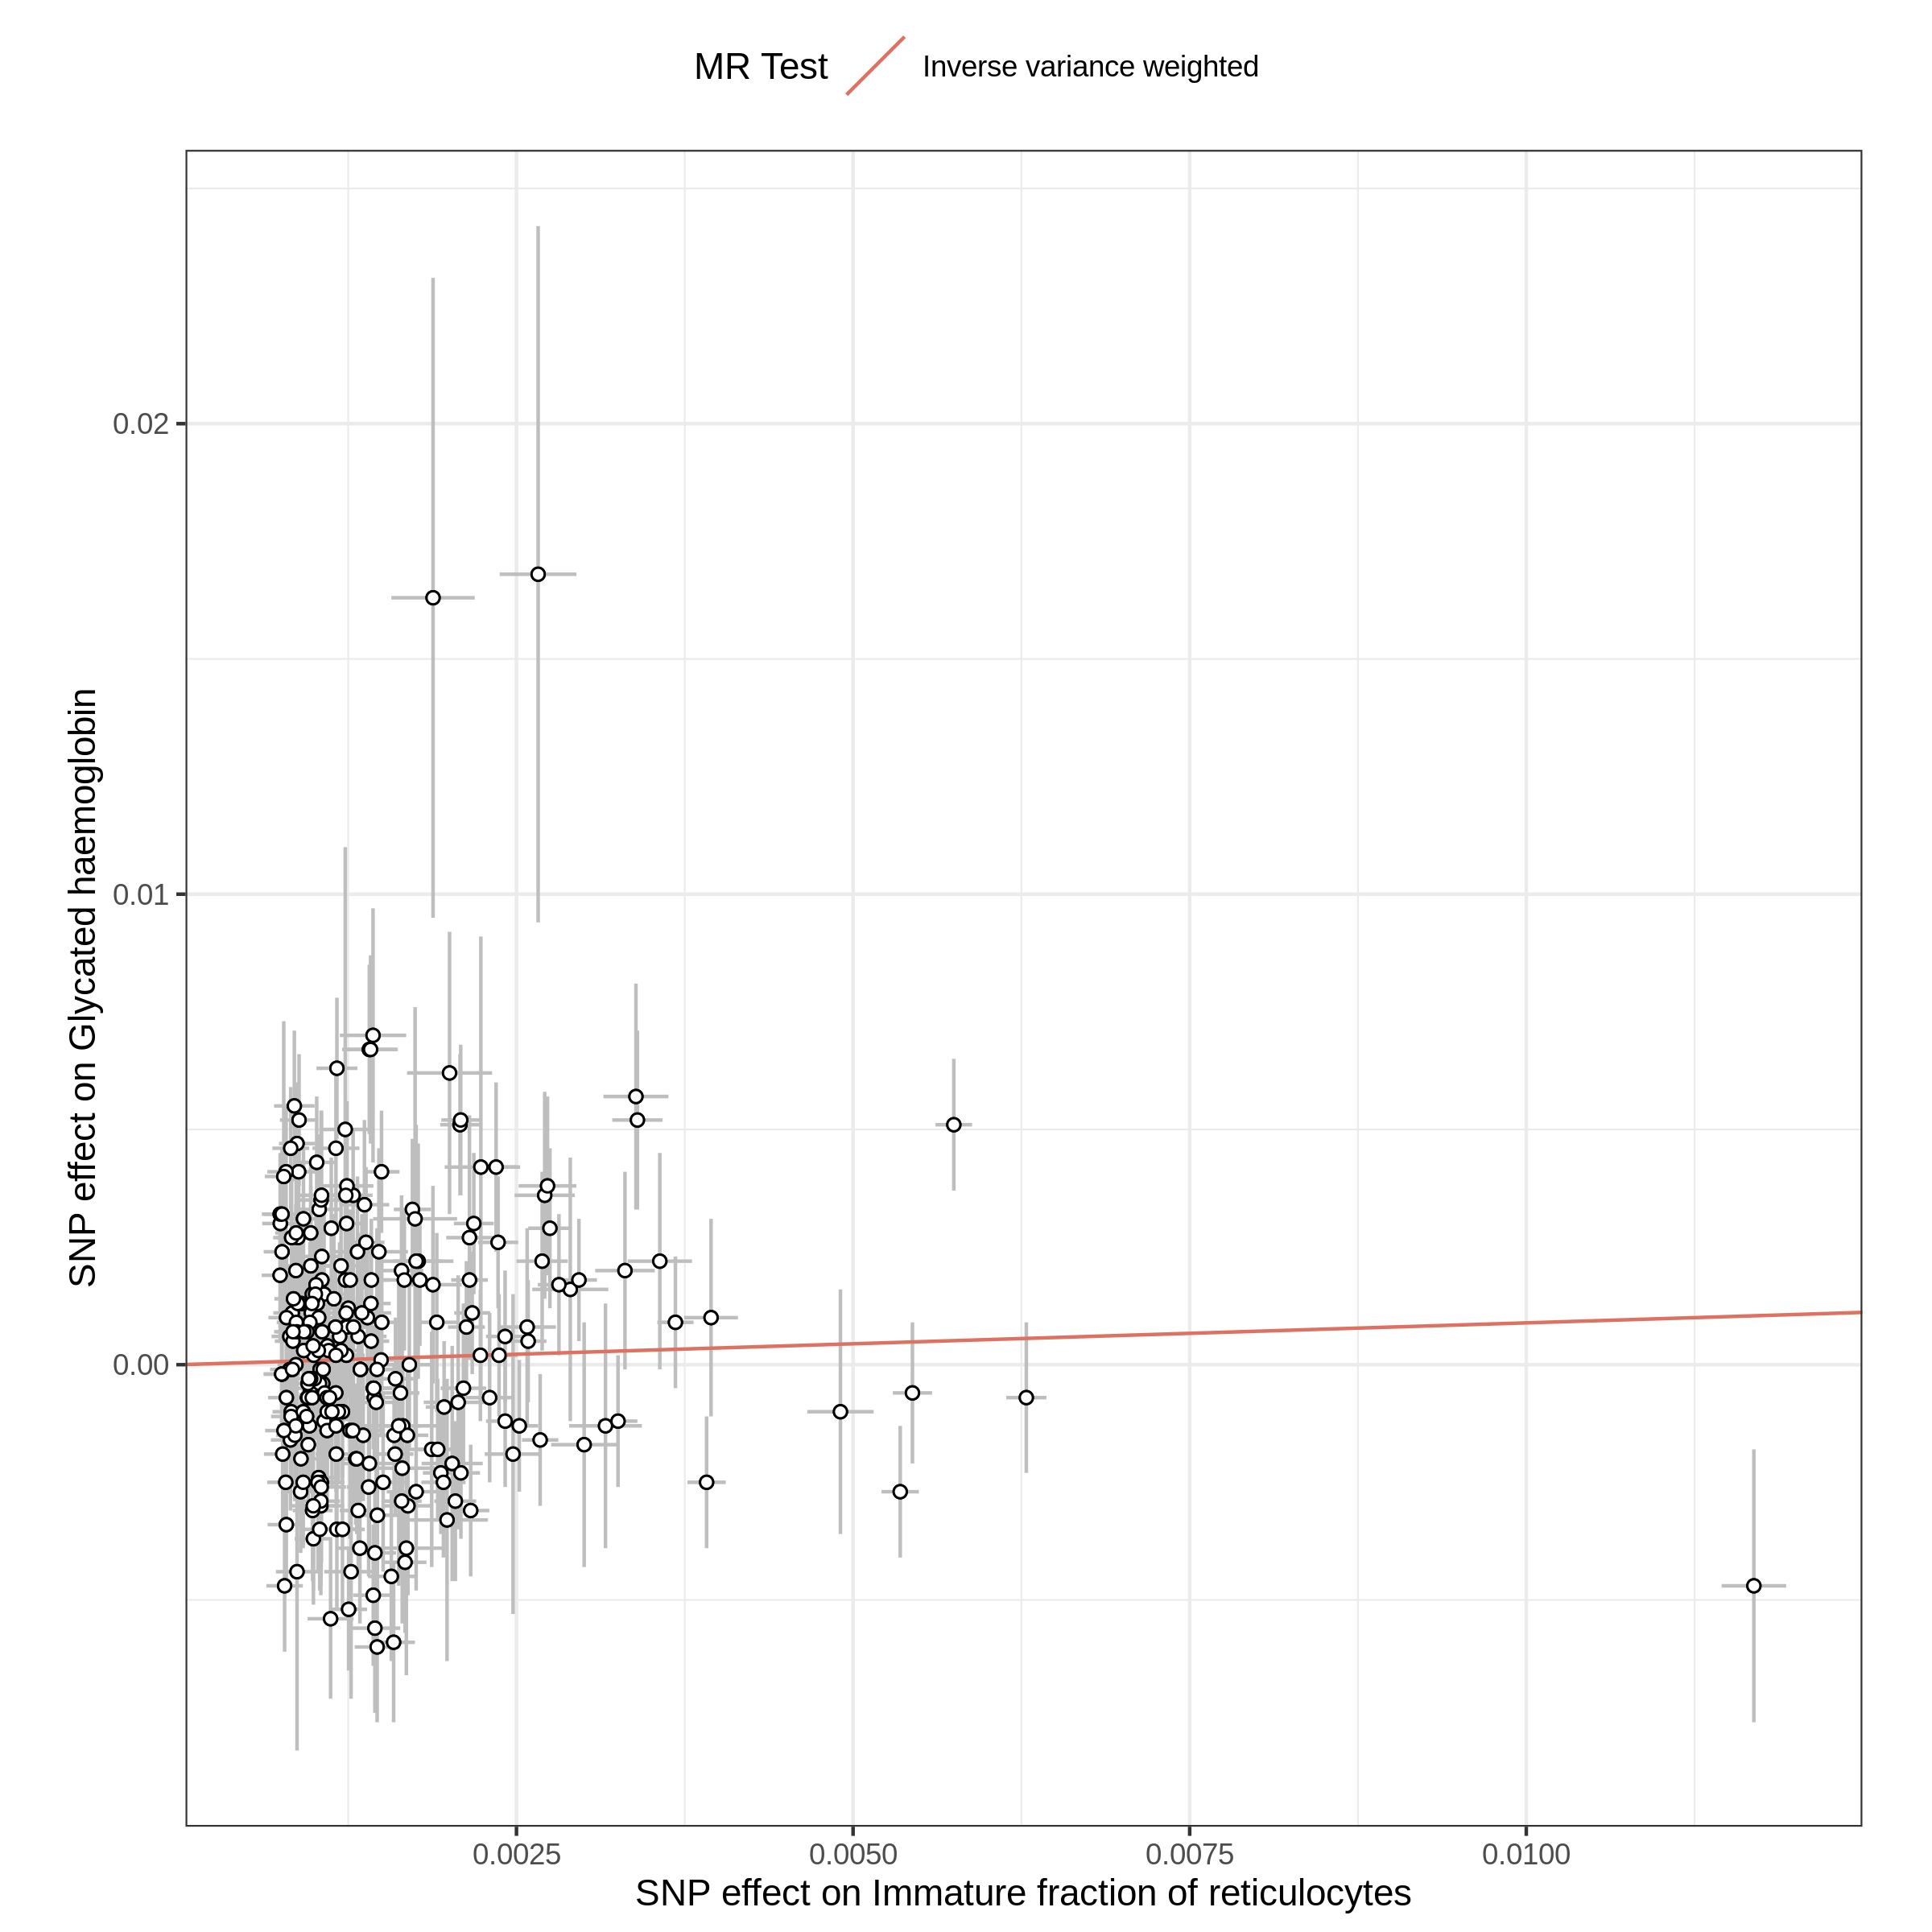 MR Test Inverse variance weighted
SNP effect on Glycated haemoglobin
0.02
0.01
0.00
0.0025 0.0050 0.0075 0.0100
SNP effect on Immature fraction of reticulocytes